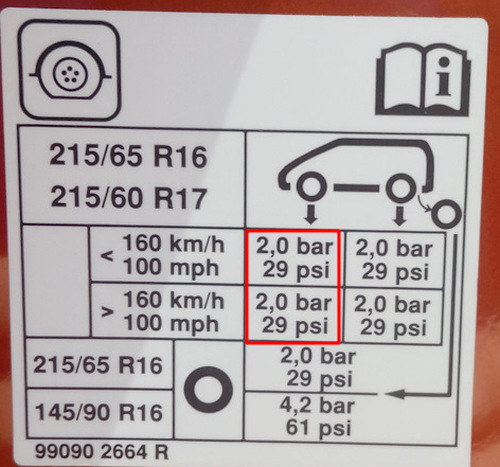 215/65 R16
215/60 R17
< 160 km/h
100 mph
2,0 bar
29 psi
2,0 bar
29 psi
> 160 km/h
100 mph
2,0 bar
29 psi
2,0 bar
29 psi
215/65 R16
2,0 bar
29 psi
145/90 R16
4,2 bar
61 psi
99090 2664 R